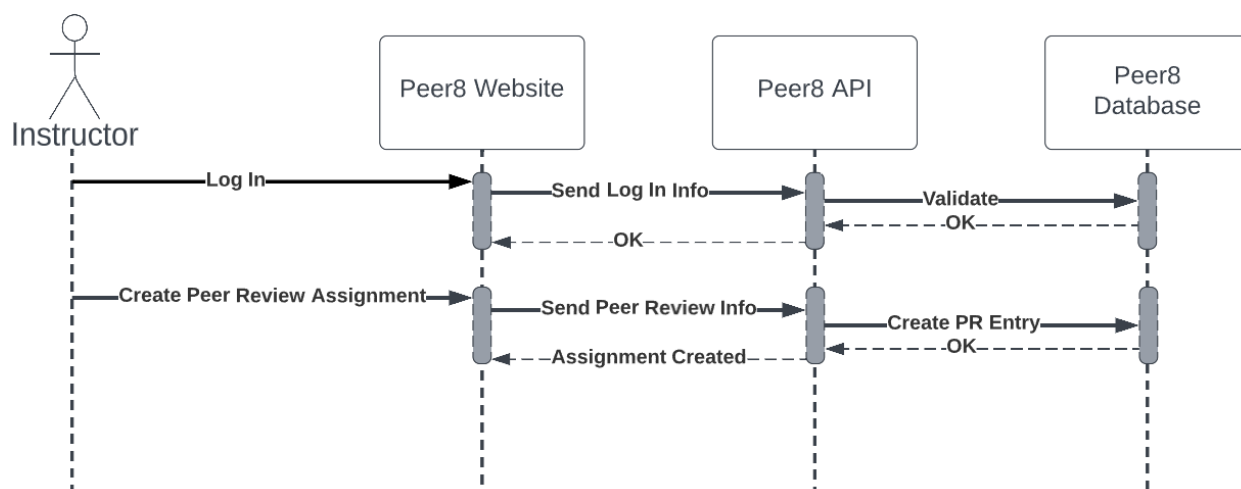 Instructor
Peer8 Website
Peer8 API
Peer8
Database
Log In
Send Log In Info
Validate
OK
OK
Create Peer Review Assignment
Send Peer Review Info
Create PR Entry
OK
Assignment Created